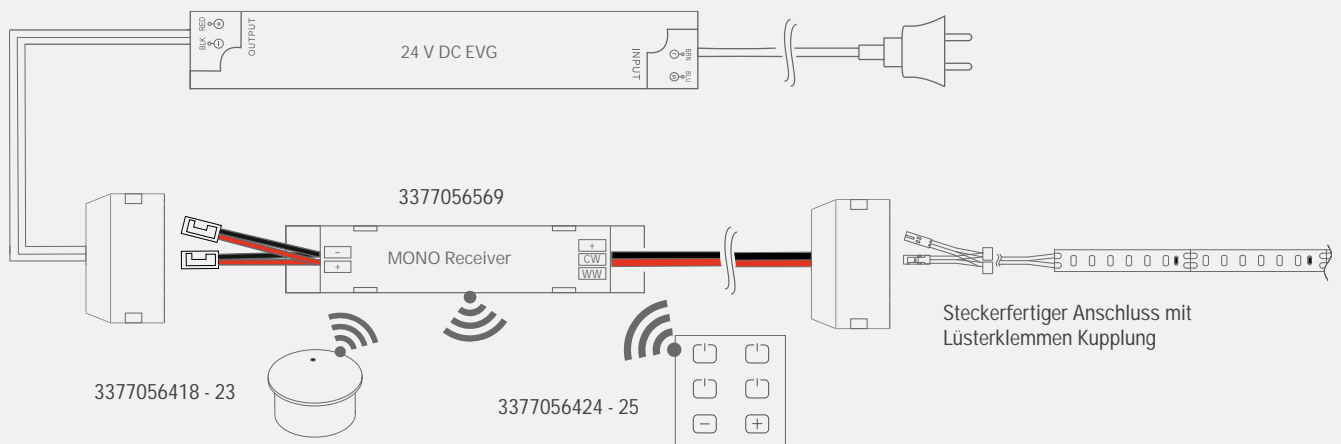 RED +
BLK −
OUTPUT
24 V DC EVG
INPUT
BRN
BLU
3377056569
−
+
MONO Receiver
+
CW
WW
3377056418 - 23
3377056424 - 25
− +
Steckerfertiger Anschluss mit
Lüsterklemmen Kupplung